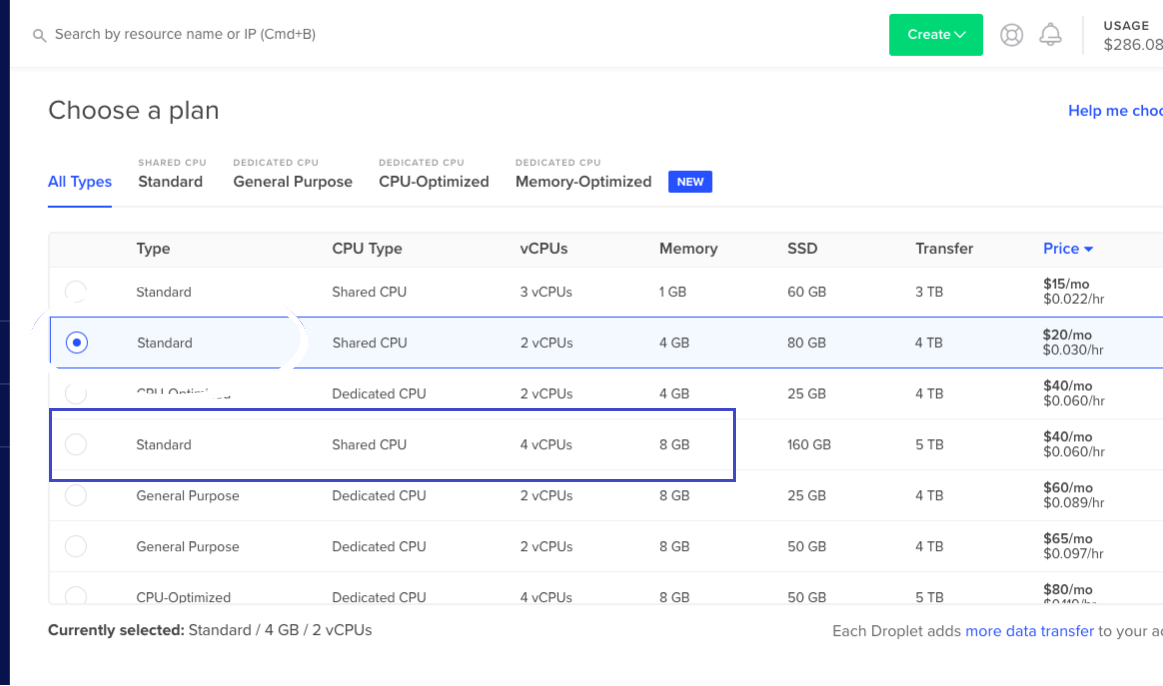 Search by resource name or IP (Cmd+B)
Create
USAGE
$286.08
Choose a plan
Help me
All Types
SHARED CPU
Standard
DEDICATED CPU
General Purpose
DEDICATED CPU
CPU-Optimized
DEDICATED CPU
Memory-Optimized
NEW
Type CPU Type vCPUs Memory SSD Transfer Price
Standard Shared CPU 3 vCPUs 1 GB 60 GB 3 TB $15/mo
$0.022/hr
Standard Shared CPU 2 vCPUs 4 GB 80 GB 4 TB $20/mo
$0.030/hr
CPU-Optimized Dedicated CPU 2 vCPUs 4 GB 25 GB 4 TB $40/mo
$0.060/hr
Standard Shared CPU 4 vCPUs 8 GB 160 GB 5 TB $40/mo
$0.060/hr
General Purpose Dedicated CPU 2 vCPUs 8 GB 25 GB 4 TB $60/mo
$0.089/hr
General Purpose Dedicated CPU 2 vCPUs 8 GB 50 GB 4 TB $65/mo
$0.097/hr
CPU-Optimized Dedicated CPU 4 vCPUs 8 GB 50 GB 5 TB $80/mo
Currently selected: Standard / 4 GB / 2 vCPUs
Each Droplet adds more data transfer to your